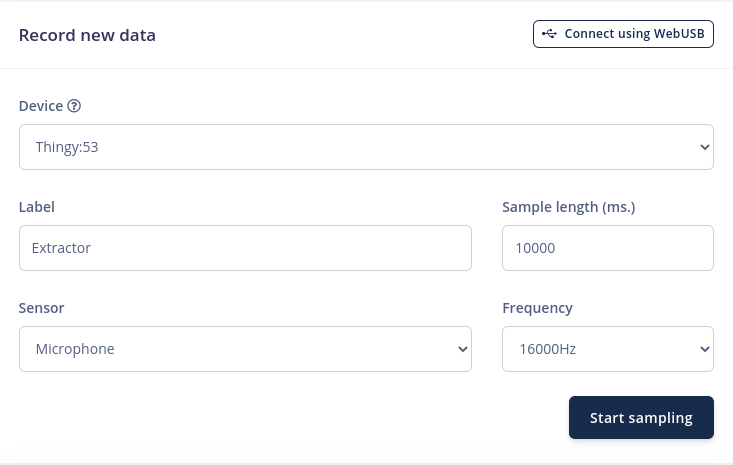 Record new data
Connect using WebUSB
Device ?
Thingy:53
Label
Sample length (ms.)
Extractor
10000
Sensor
Frequency
Microphone
16000Hz
Start sampling